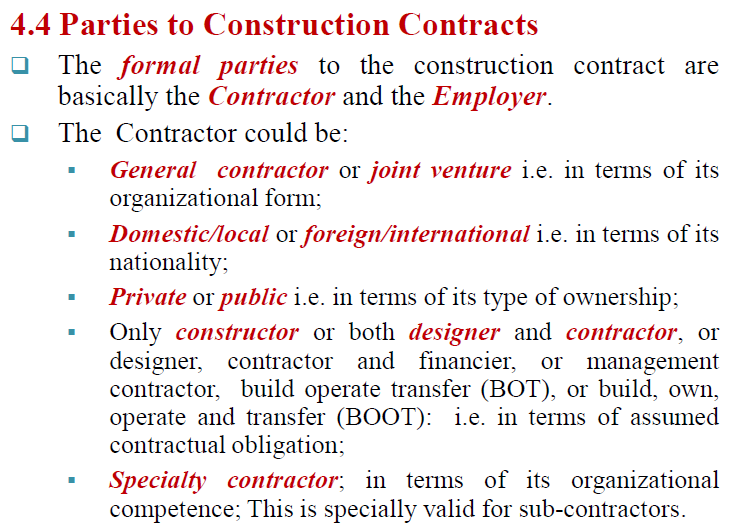 4.4 Parties to Construction Contracts
The formal parties to the construction contract are
basically the Contractor and the Employer.
The Contractor could be:
General contractor or joint venture i.e. in terms of its
organizational form;
Domestic/local or foreign/international i.e. in terms of its
nationality;
Private or public i.e. in terms of its type of ownership;
Only constructor or both designer and contractor, or
designer, contractor and financier, or management
contractor, build operate transfer (BOT), or build, own,
operate and transfer (BOOT): i.e. in terms of assumed
contractual obligation;
Specialty contractor; in terms of its organizational
competence; This is specially valid for sub-contractors.